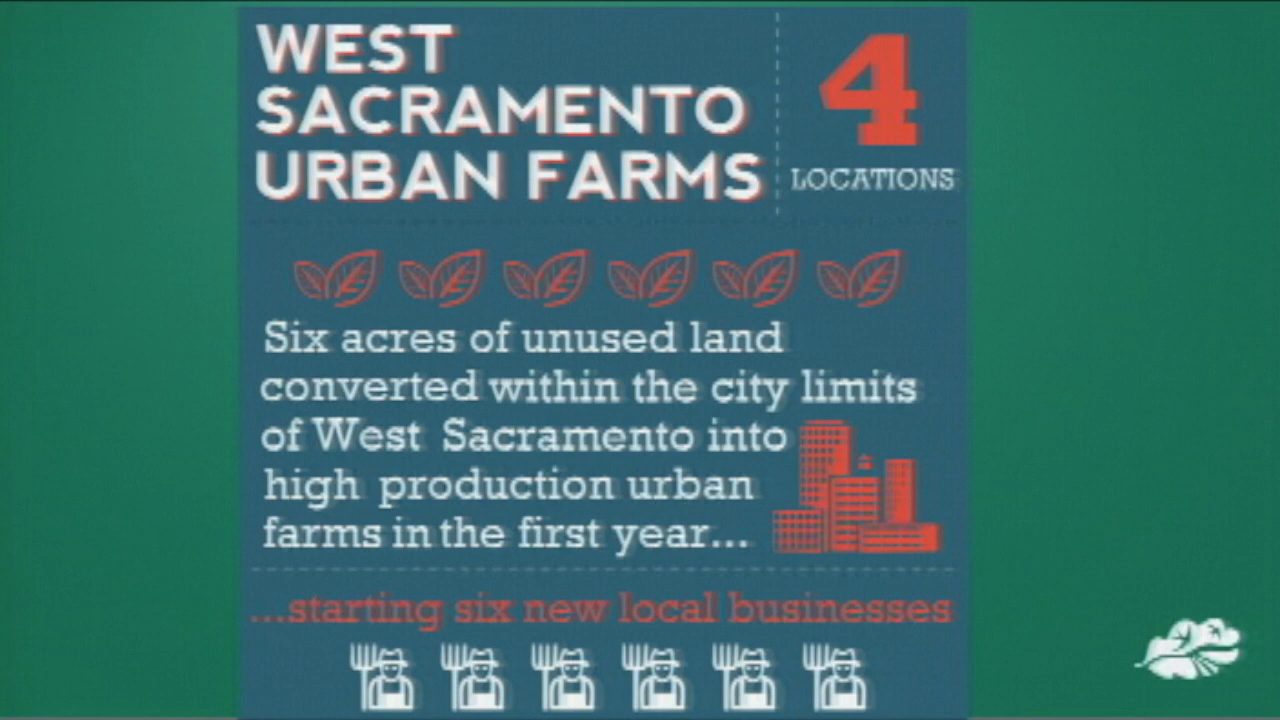 WEST
SACRAMENTO
URBAN FARMS
4
LOCATIONS
Six acres of unused land
converted within the city limits
of West Sacramento into
high production urban
farms in the first year...
...starting six new local businesses